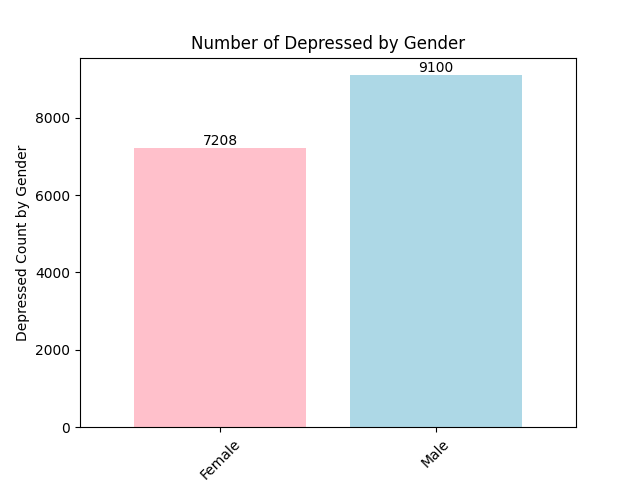 Number of Depressed by Gender
9100
7208
8000
6000
4000
2000
0
Depressed Count by Gender
Female
Male